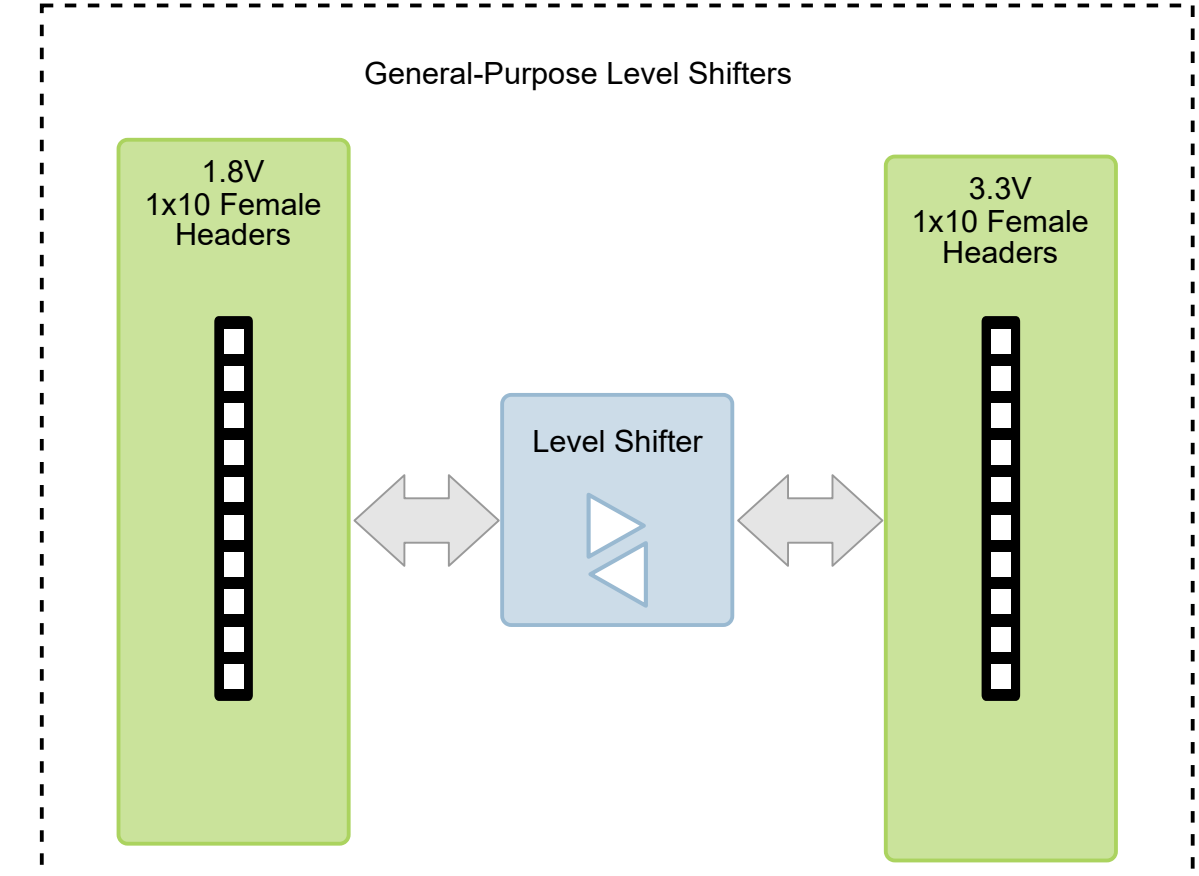 General-Purpose Level Shifters
1.8V
1x10 Female
Headers
3.3V
1x10 Female
Headers
Level Shifter